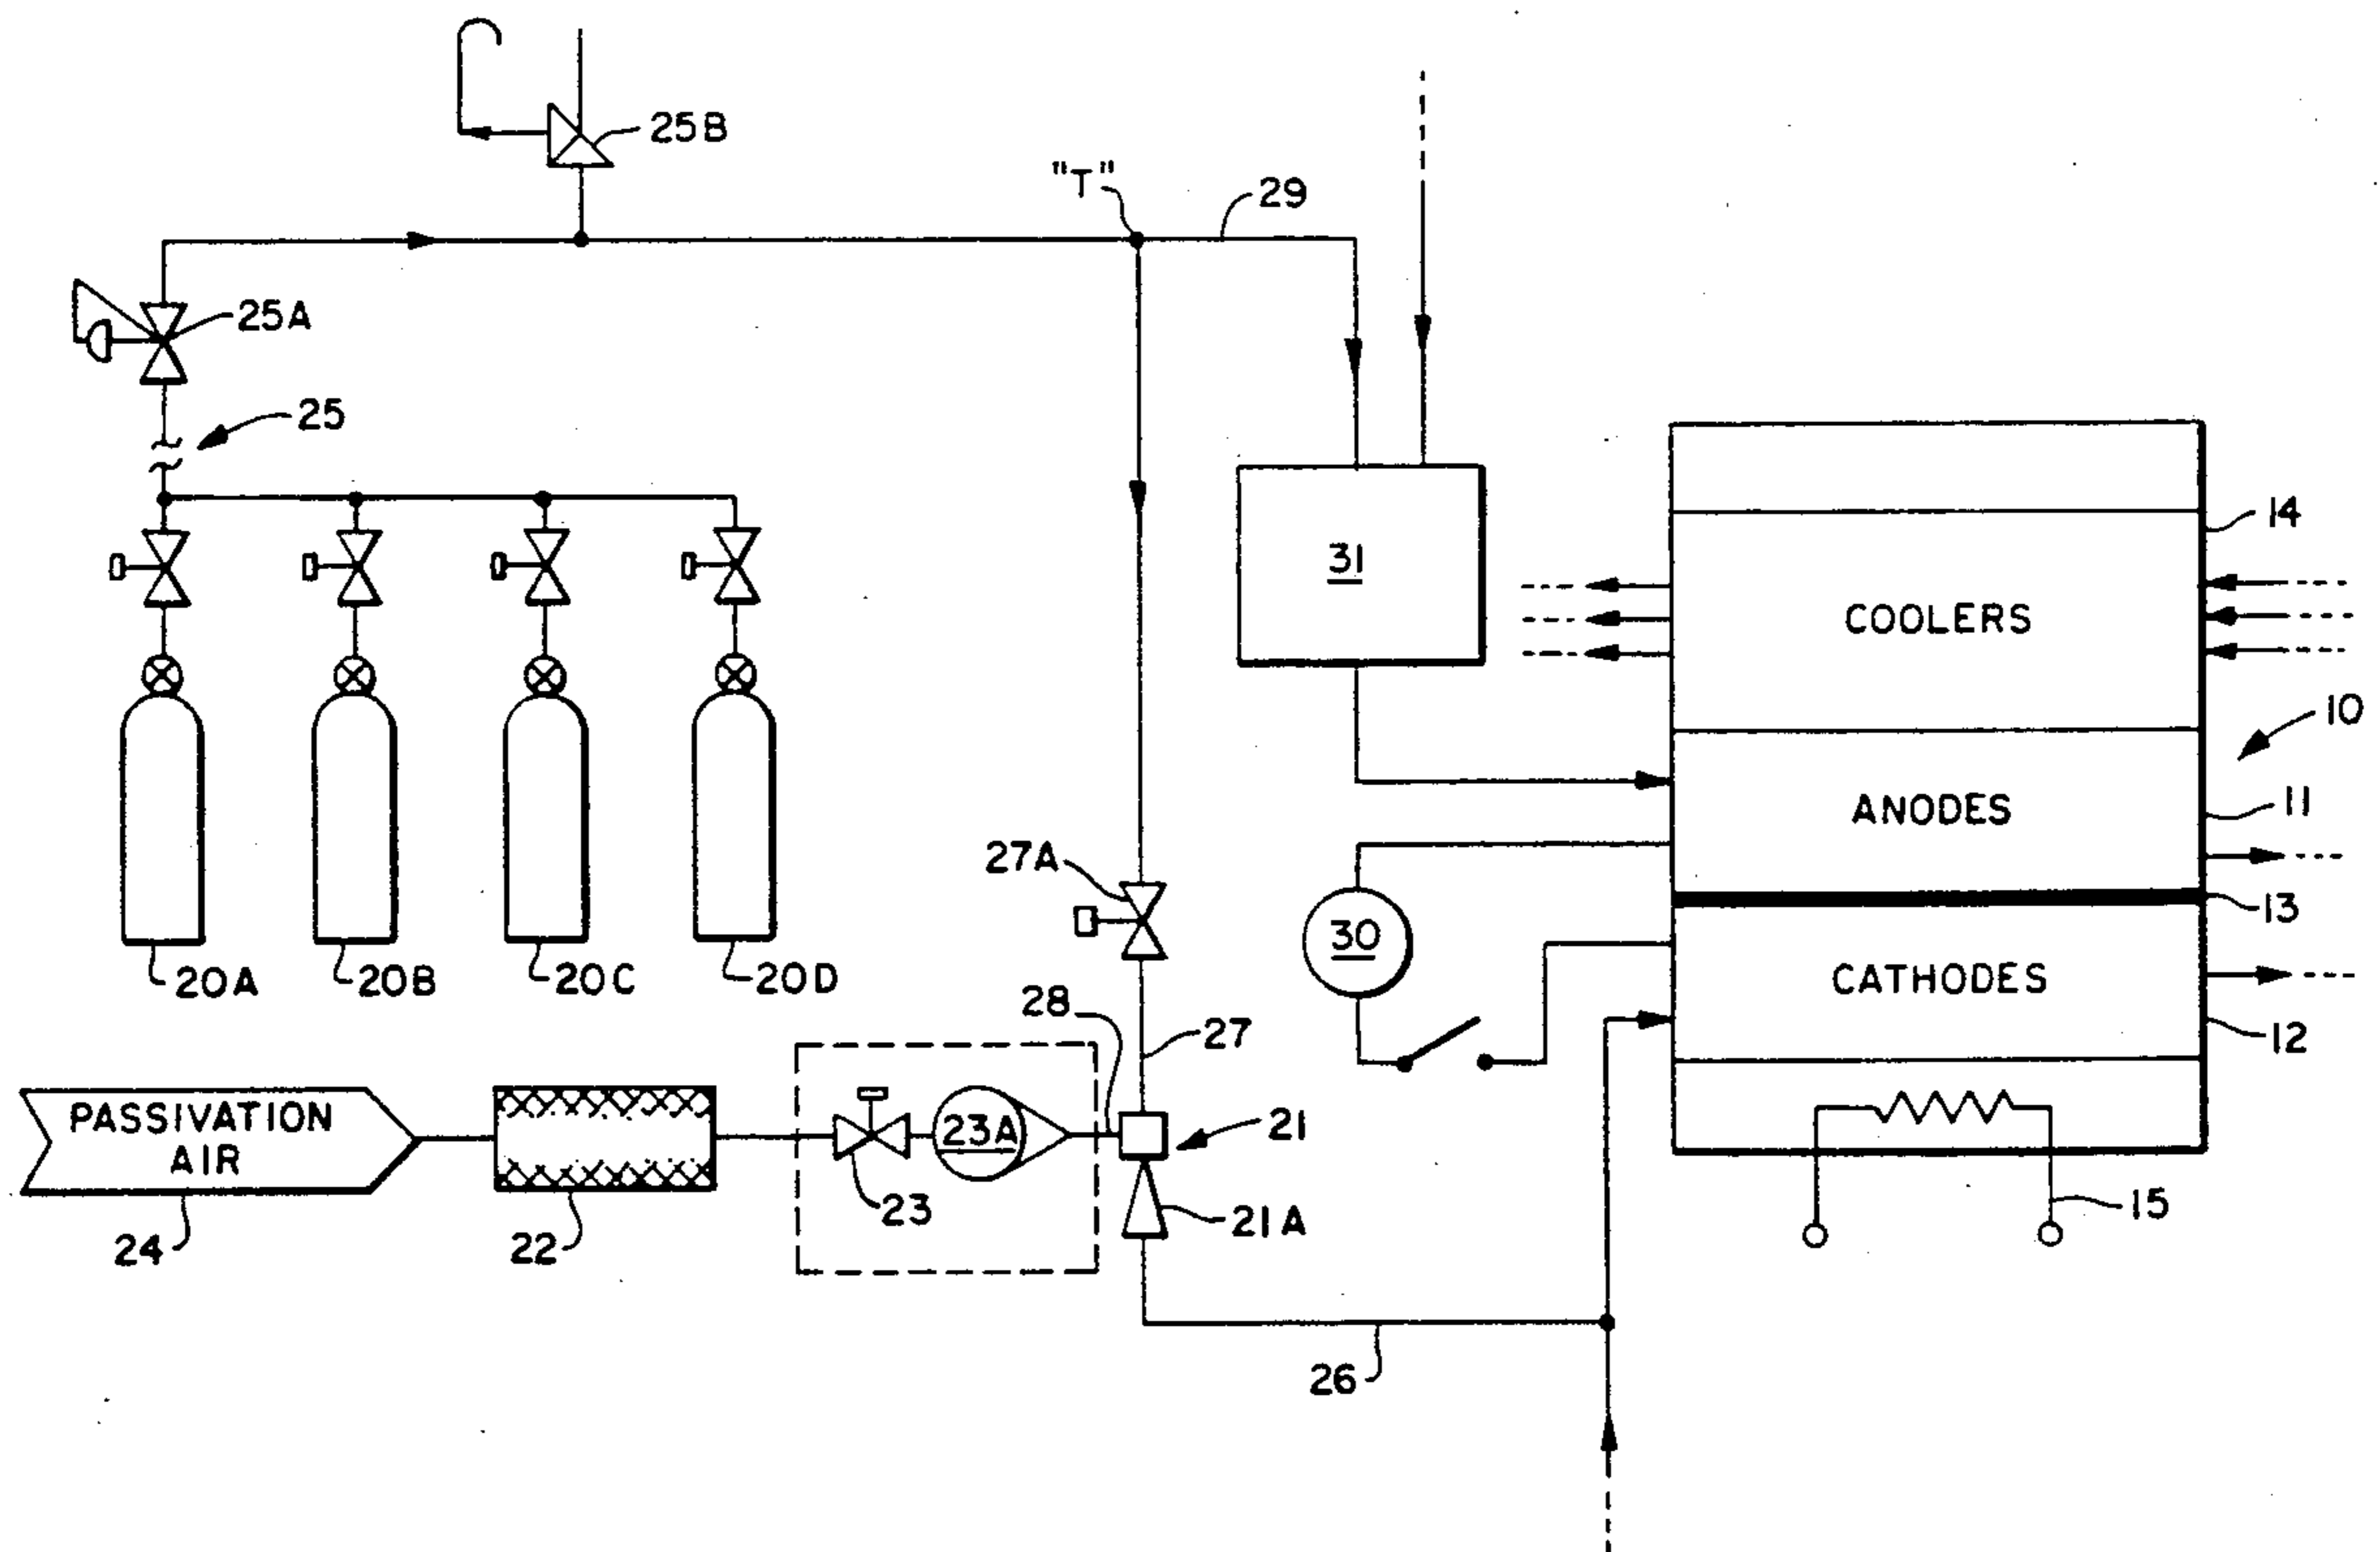 25B
"T"
29
25A
25
14
31
COOLERS
10
ANODES
11
27A
13
30
20A
20B
20C
20D
CATHODES
28
27
12
PASSIVATION
AIR
23A
21
23
21A
15
24
22
26